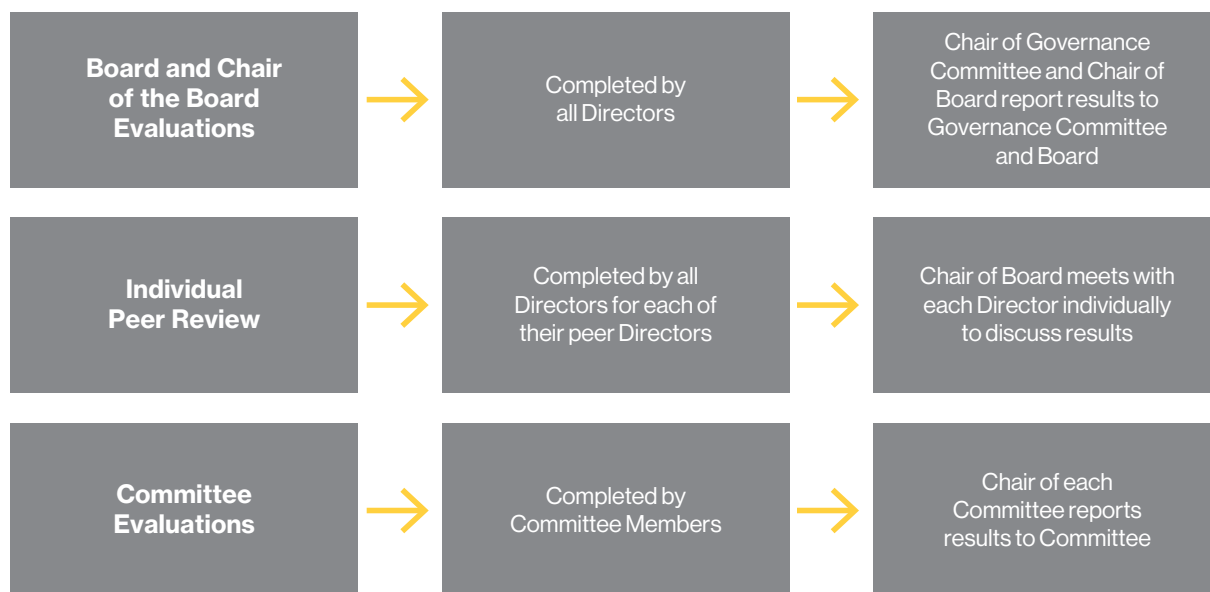 Board and Chair
of the Board
Evaluations
Completed by
all Directors
Chair of Governance
Committee and Chair of
Board report results to
Governance Committee
and Board
Individual
Peer Review
Completed by all
Directors for each of
their peer Directors
Chair of Board meets with
each Director individually
to discuss results
Committee
Evaluations
Completed by
Committee Members
Chair of each
Committee reports
results to Committee